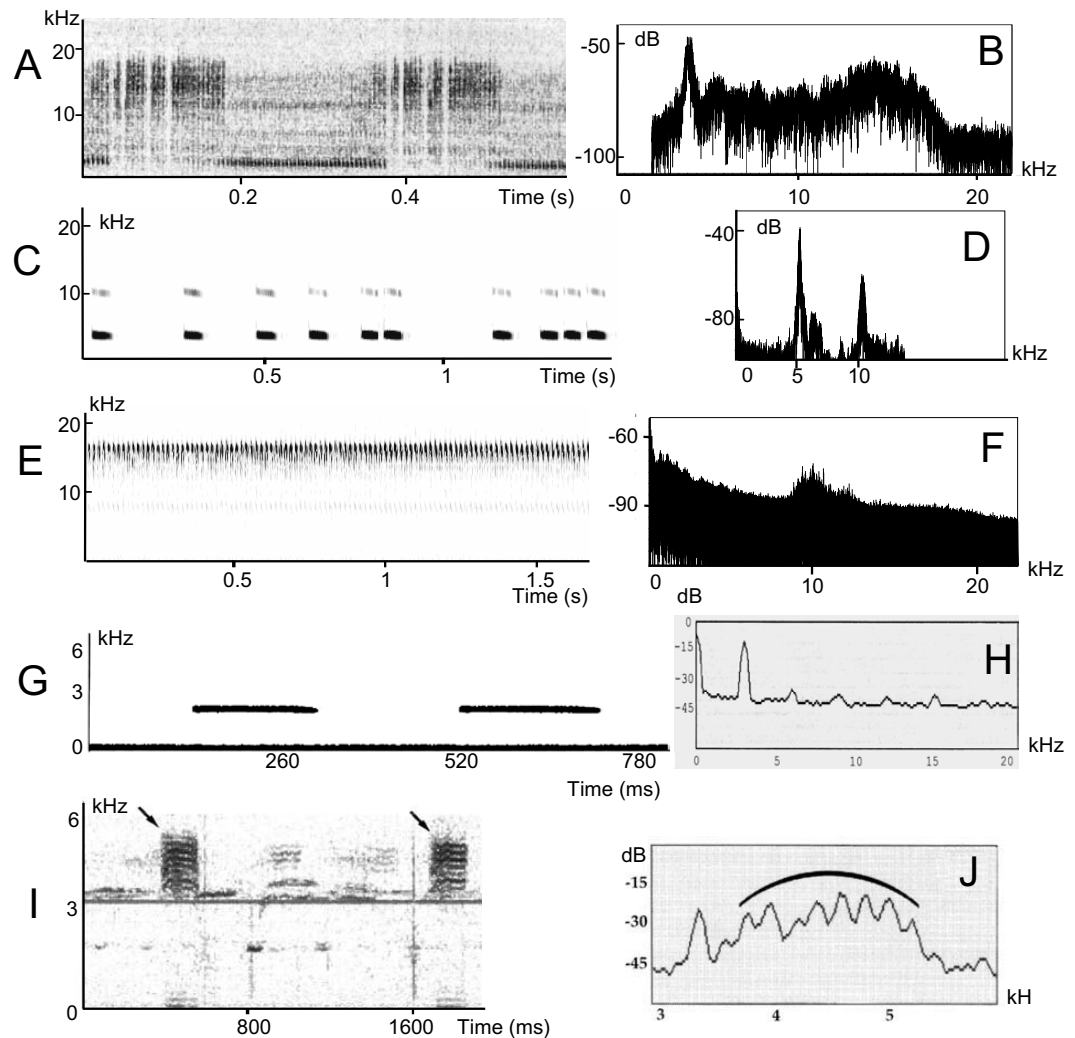 kHz
20
A
10
0.2
0.4
Time (s)
-50
dB
B
-100
0
10
20
kHz
kHz
20
C
10
0.5
1
Time (s)
-40
dB
D
-80
0
5
10
kHz
kHz
20
E
10
0.5
1
1.5
Time (s)
-60
F
-90
0
10
20
kHz
6
kHz
G
3
0
260
520
780
Time (ms)
dB
0
-15
H
-30
-45
0
5
10
15
20
kHz
6
kHz
I
3
0
800
1600
Time (ms)
dB
J
-15
-30
-45
3
4
5
kH